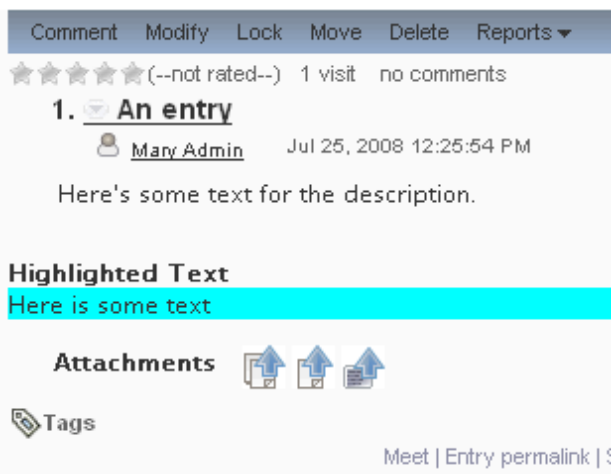 Comment Modify Lock Move Delete Reports
(--not rated--) 1 visit no comments
1. An entry
Mary Admin Jul 25, 2008 12:25:54 PM
Here's some text for the description.
Highlighted Text
Here is some text
Attachments
Tags
Meet | Entry permalink |